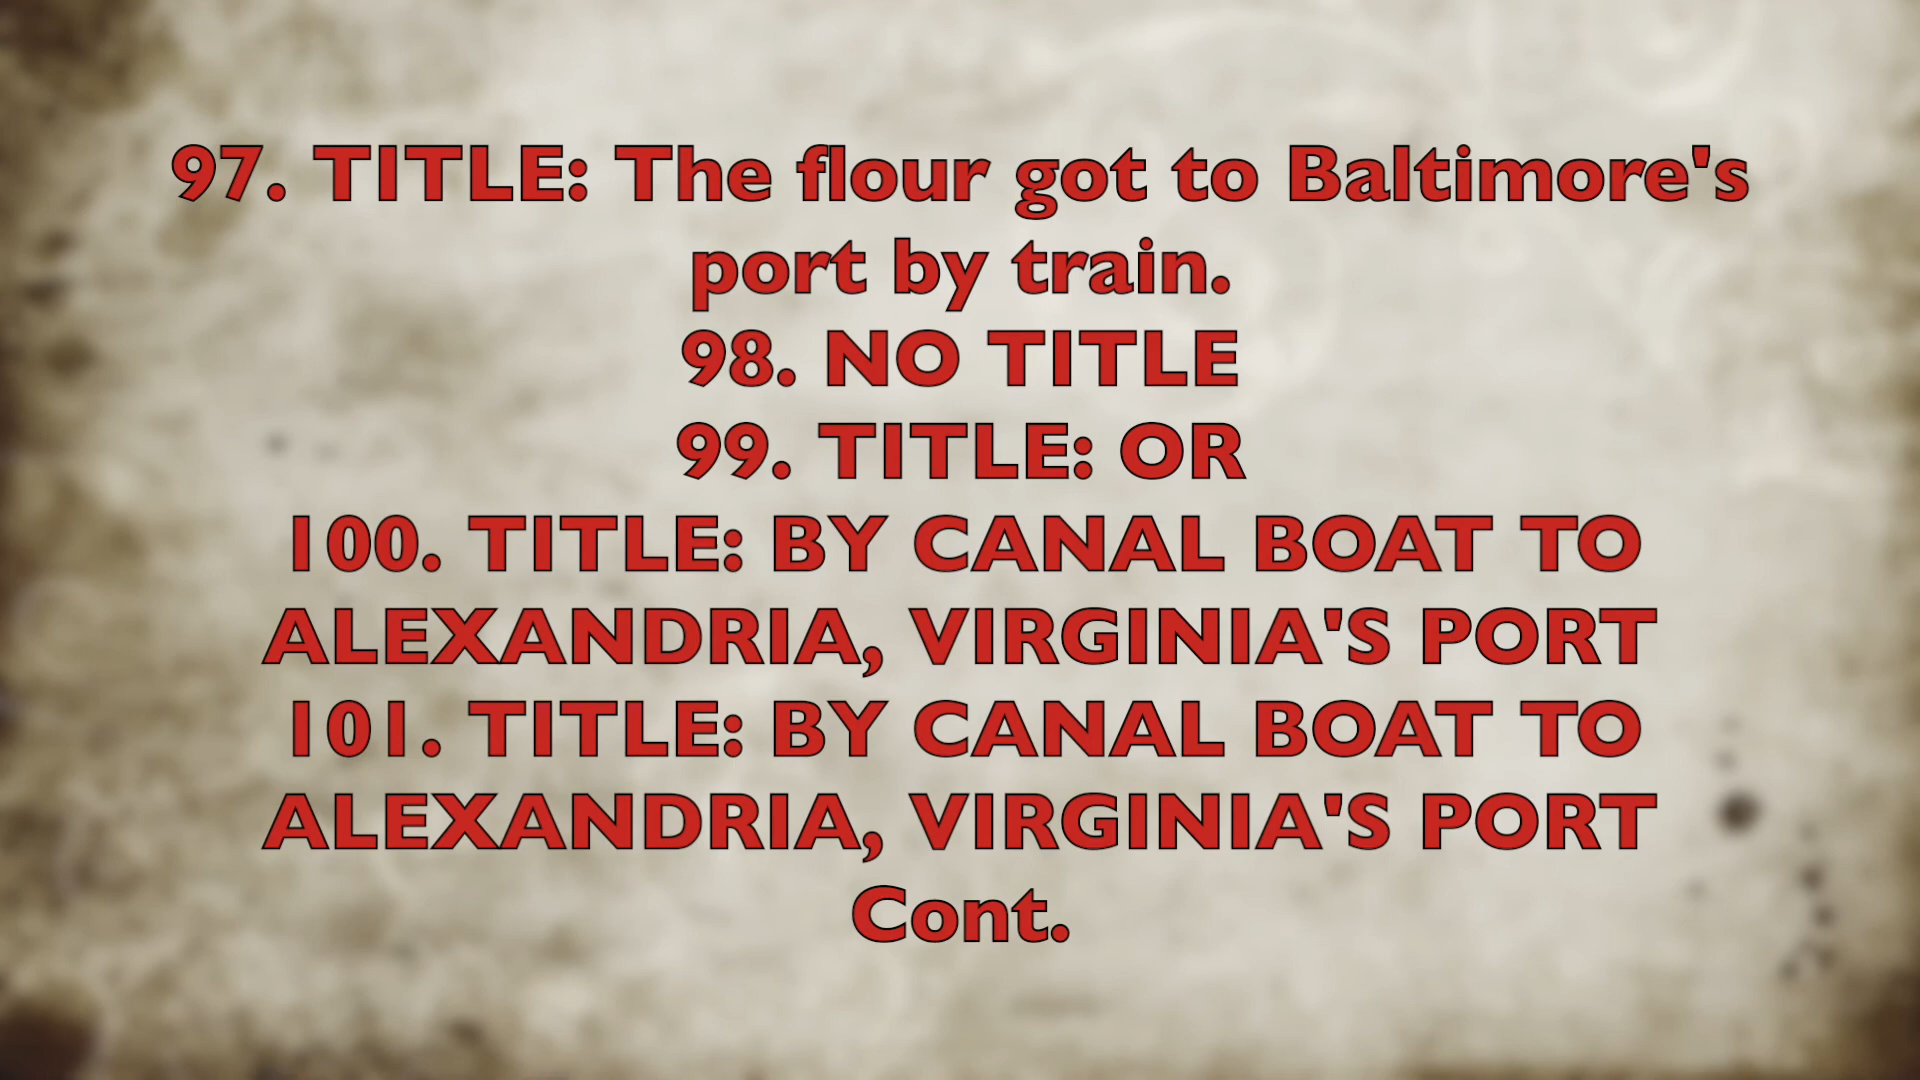 97. TITLE: The flour got to Baltimore's
port by train.
98. NO TITLE
99. TITLE: OR
100. TITLE: BY CANAL BOAT TO
ALEXANDRIA, VIRGINIA'S PORT
101. TITLE: BY CANAL BOAT TO
ALEXANDRIA, VIRGINIA'S PORT
Cont.